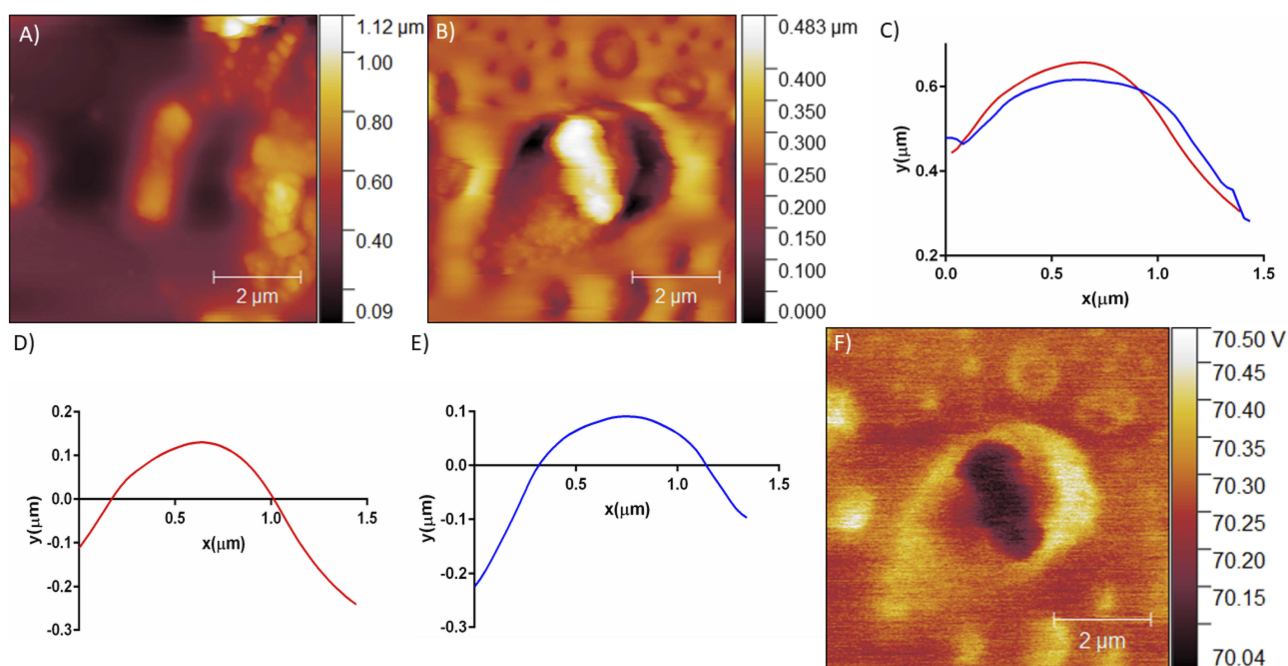 A)
1.12 µm
1.00
0.80
0.60
0.40
0.09
2 µm
B)
0.483 µm
0.400
0.350
0.300
0.250
0.200
0.150
0.100
0.000
2 µm
C)
0.6
0.4
0.2
y(µm)
0.0
0.5
1.0
1.5
x(µm)
D)
0.2
0.1
0.0
-0.1
-0.2
-0.3
y(µm)
0.5
1.0
1.5
x(µm)
E)
0.1
0.0
-0.1
-0.2
-0.3
y(µm)
0.5
1.0
1.5
x(µm)
F)
70.50 V
70.45
70.40
70.35
70.30
70.25
70.20
70.15
70.04
2 µm